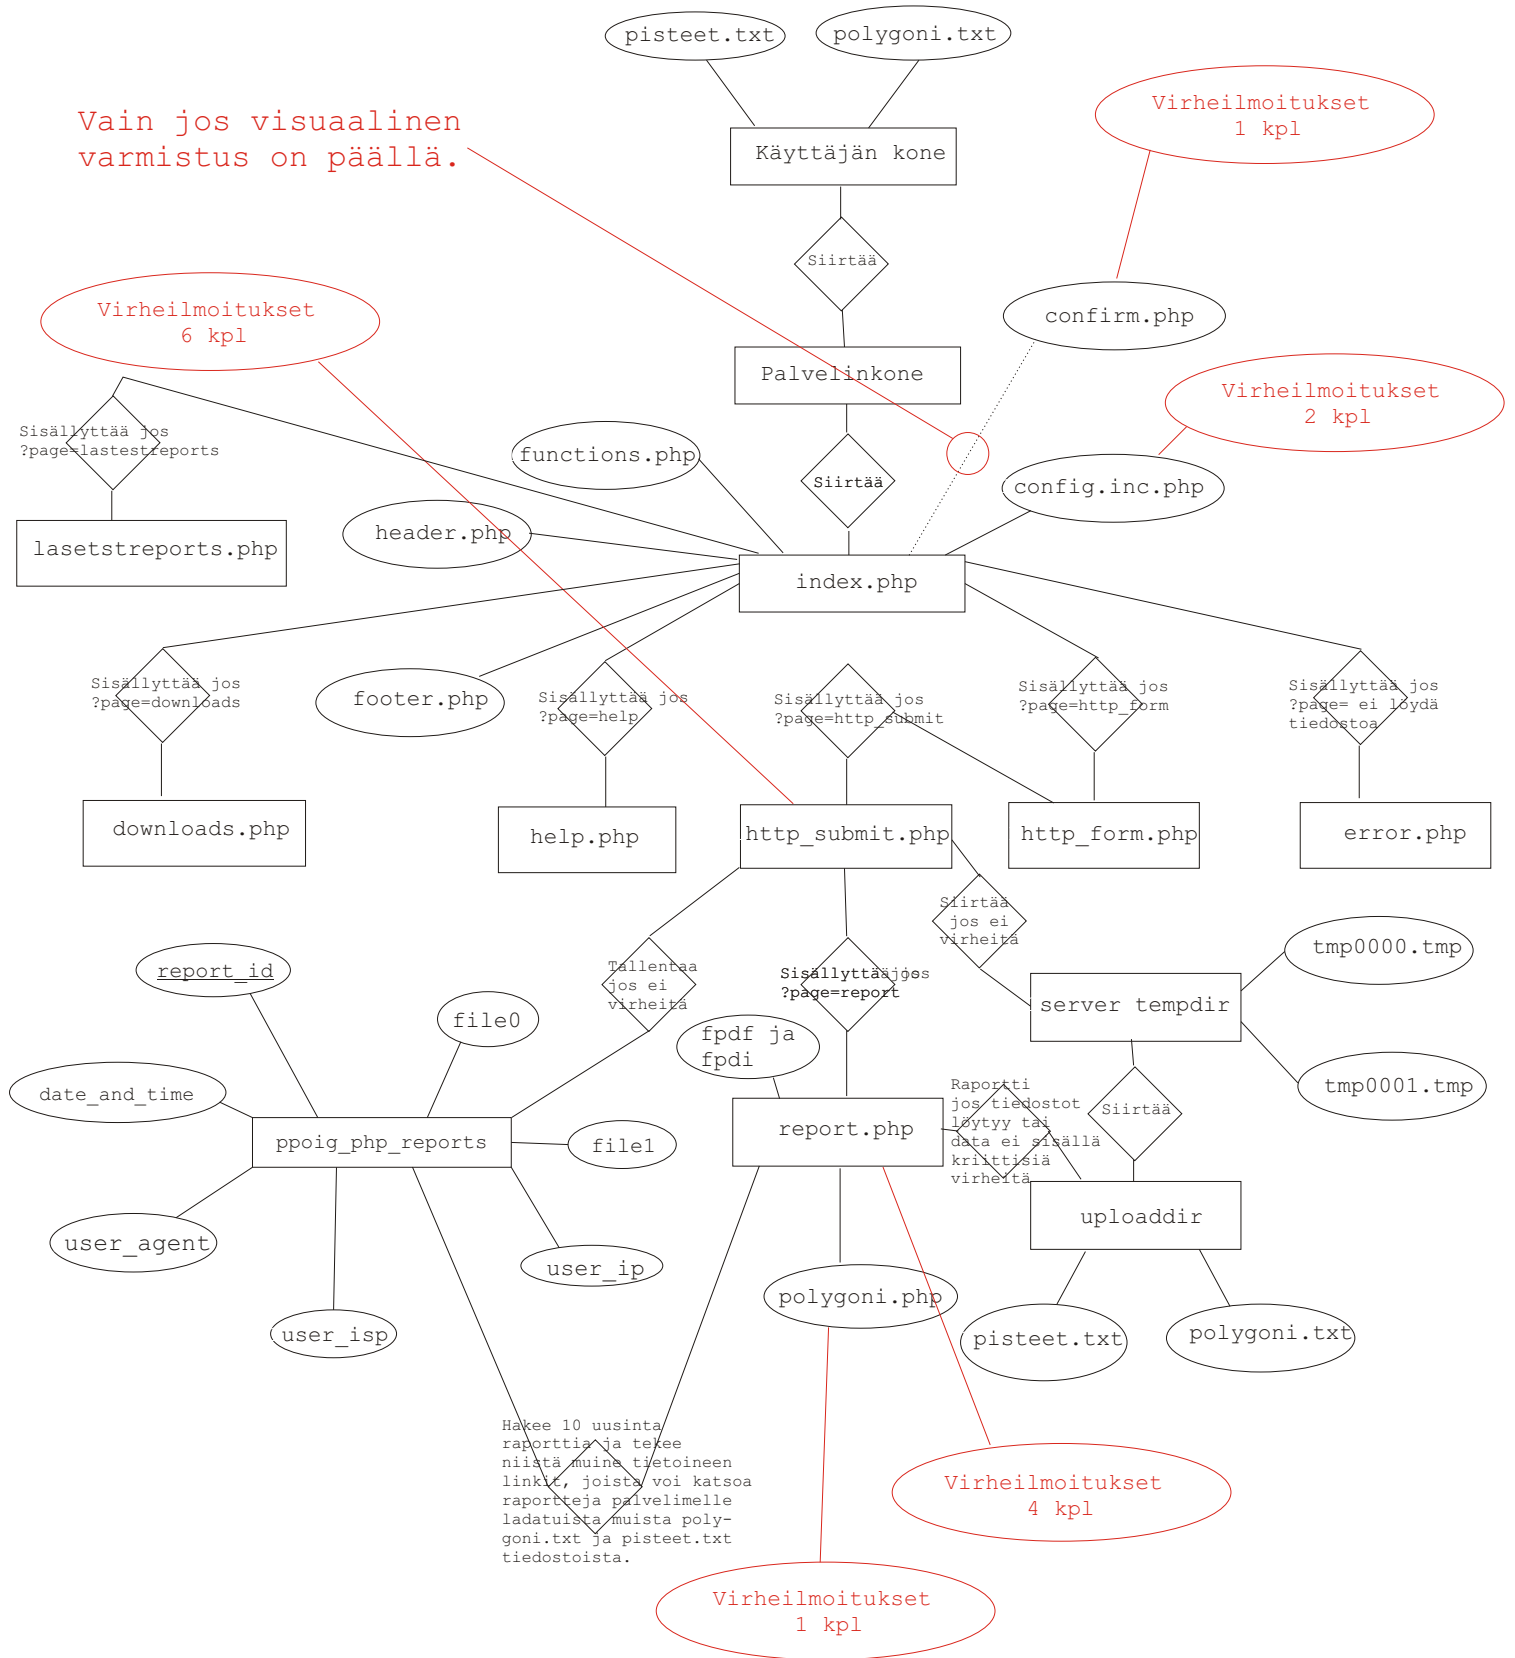 pisteet.txt
polygoni.txt
Virheilmoitukset
1 kpl
Vain jos visuaalinen
varmistus on päällä.
Käyttäjän kone
Siirtää
Virheilmoitukset
6 kpl
confirm.php
Palvelinkone
Virheilmoitukset
2 kpl
Sisällyttää jos
?page=lastestreports
functions.php
Siirtää
config.inc.php
lasetstreports.php
header.php
index.php
Sisällyttää jos
?page=downloads
footer.php
Sisällyttää jos
?page=help
Sisällyttää jos
?page=http_submit
Sisällyttää jos
?page=http_form
Sisällyttää jos
?page= ei löydä
tiedostoa
downloads.php
help.php
http_submit.php
http_form.php
error.php
Siirtää
jos ei
virheitä
report_id
file0
Tallentaa
jos ei
virheitä
Sisällyttää jos
?page=report
tmp0000.tmp
server tempdir
fpdf ja
fpdi
date_and_time
tmp0001.tmp
Raportti
jos tiedostot
löytyy tai
data ei sisällä
kriittisiä
virheitä
Siirtää
ppoig_php_reports
file1
report.php
uploaddir
user_agent
user_ip
polygoni.php
user_isp
pisteet.txt
polygoni.txt
Hakee 10 uusinta
raporttia ja tekee
niistä muine tietoineen
linkit, joista voi katsoa
raportteja palvelimelle
ladatuista muista poly-
goni.txt ja pisteet.txt
tiedostoista.
Virheilmoitukset
4 kpl
Virheilmoitukset
1 kpl